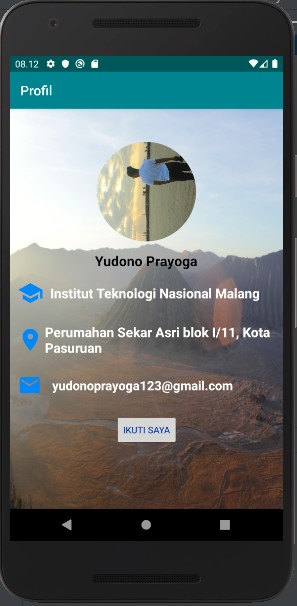 08.12
Profil
Yudono Prayoga
Institut Teknologi Nasional Malang
Perumahan Sekar Asri blok I/11, Kota
Pasuruan
yudonoprayoga123@gmail.com
IKUTI SAYA